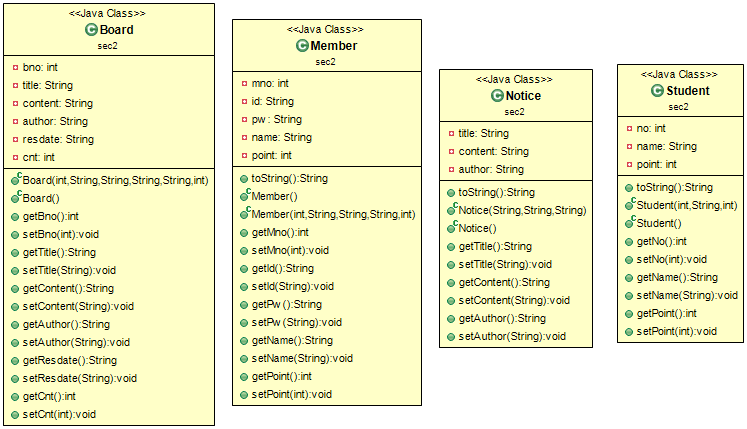 <<Java Class>>
Board
sec2
bno: int
title: String
content: String
author: String
resdate: String
cnt: int
Board(int,String,String,String,String,int)
Board()
getBno():int
setBno(int):void
getTitle():String
setTitle(String):void
getContent():String
setContent(String):void
getAuthor():String
setAuthor(String):void
getResdate():String
setResdate(String):void
getCnt():int
setCnt(int):void
<<Java Class>>
Member
sec2
mno: int
id: String
pw: String
name: String
point: int
toString():String
Member()
Member(int,String,String,String,int)
getMno():int
setMno(int):void
getId():String
setId(String):void
getPw():String
setPw(String):void
getName():String
setName(String):void
getPoint():int
setPoint(int):void
<<Java Class>>
Notice
sec2
title: String
content: String
author: String
toString():String
Notice(String,String,String)
Notice()
getTitle():String
setTitle(String):void
getContent():String
setContent(String):void
getAuthor():String
setAuthor(String):void
<<Java Class>>
Student
sec2
no: int
name: String
point: int
toString():String
Student(int,String,int)
Student()
getNo():int
setNo(int):void
getName():String
setName(String):void
getPoint():int
setPoint(int):void